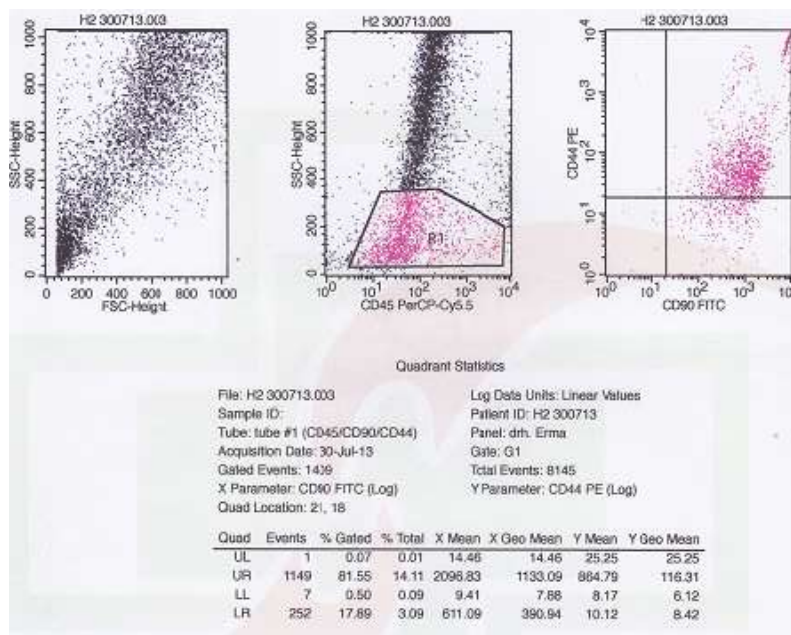 H2 300713.003
H2 300713.003
H2 300713.003
SSC-Height
0 200 400 600 800 1000
0 200 400 600 800 1000
FSC-Height
SSC-Height
0 200 400 600 800 1000
R1
10^0 10^1 10^2 10^3 10^4
CD45 PerCP-Cy5.5
CD44 PE
10^0 10^1 10^2 10^3 10^4
10^0 10^1 10^2 10^3
CD90 FITC
Quadrant Statistics
File: H2 300713.003
Log Data Units: Linear Values
Sample ID:
Patient ID: H2 300713
Tube: tube #1 (CD45/CD90/CD44)
Panel: drh. Erma
Acquisition Date: 30-Jul-13
Gate: G1
Gated Events: 1409
Total Events: 8145
X Parameter: CD90 FITC (Log)
Y Parameter: CD44 PE (Log)
Quad Location: 21, 18
Quad Events % Gated % Total X Mean X Geo Mean Y Mean Y Geo Mean
UL 1 0.07 0.01 14.46 14.46 25.25 25.25
UR 1149 81.55 14.11 2096.83 1133.09 864.79 116.31
LL 7 0.50 0.09 9.41 7.88 8.17 6.12
LR 252 17.89 3.09 611.09 390.94 10.12 8.42